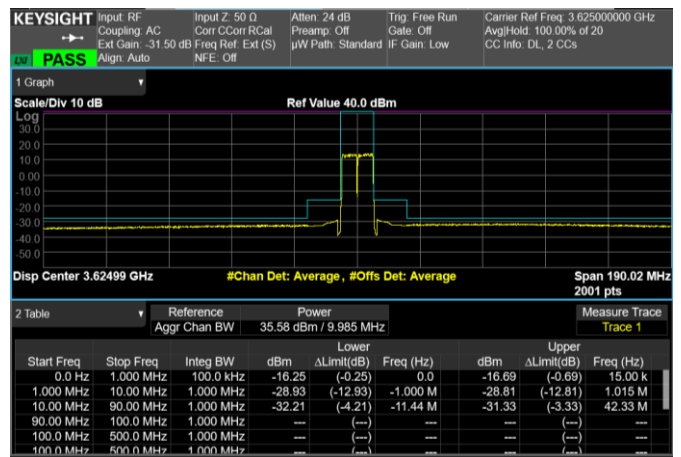 KEYSIGHT Input: RF Input Z: 50 Ω Atten: 24 dB Trig: Free Run Carrier Ref Freq: 3.625000000 GHz
Coupling: AC Corr CCorr RCal Preamp: Off Gate: Off Avg|Hold: 100.00% of 20
Ext Gain: -31.50 dB Freq Ref: Ext (S) µW Path: Standard IF Gain: Low CC Info: DL, 2 CCs
LXI PASS Align: Auto NFE: Off
1 Graph
Scale/Div 10 dB Ref Value 40.0 dBm
Log
30.0
20.0
10.0
0.00
-10.0
-20.0
-30.0
-40.0
-50.0
Disp Center 3.62499 GHz #Chan Det: Average, #Offs Det: Average Span 190.02 MHz
2001 pts
2 Table Reference Power Measure Trace
Aggr Chan BW 35.58 dBm / 9.985 MHz Trace 1
Lower Upper
Start Freq Stop Freq Integ BW dBm ΔLimit(dB) Freq (Hz) dBm ΔLimit(dB) Freq (Hz)
0.0 Hz 1.000 MHz 100.0 kHz -16.25 (-0.25) 0.0 -16.69 (-0.69) 15.00 k
1.000 MHz 10.00 MHz 1.000 MHz -28.93 (-12.93) -1.000 M -28.81 (-12.81) 1.015 M
10.00 MHz 90.00 MHz 1.000 MHz -32.21 (-4.21) -11.44 M -31.33 (-3.33) 42.33 M
90.00 MHz 100.0 MHz 1.000 MHz --- (---) --- --- (---) ---
100.0 MHz 500.0 MHz 1.000 MHz --- (---) --- --- (---) ---
100.0 MHz 500.0 MHz 1.000 MHz --- (---) --- --- (---) ---